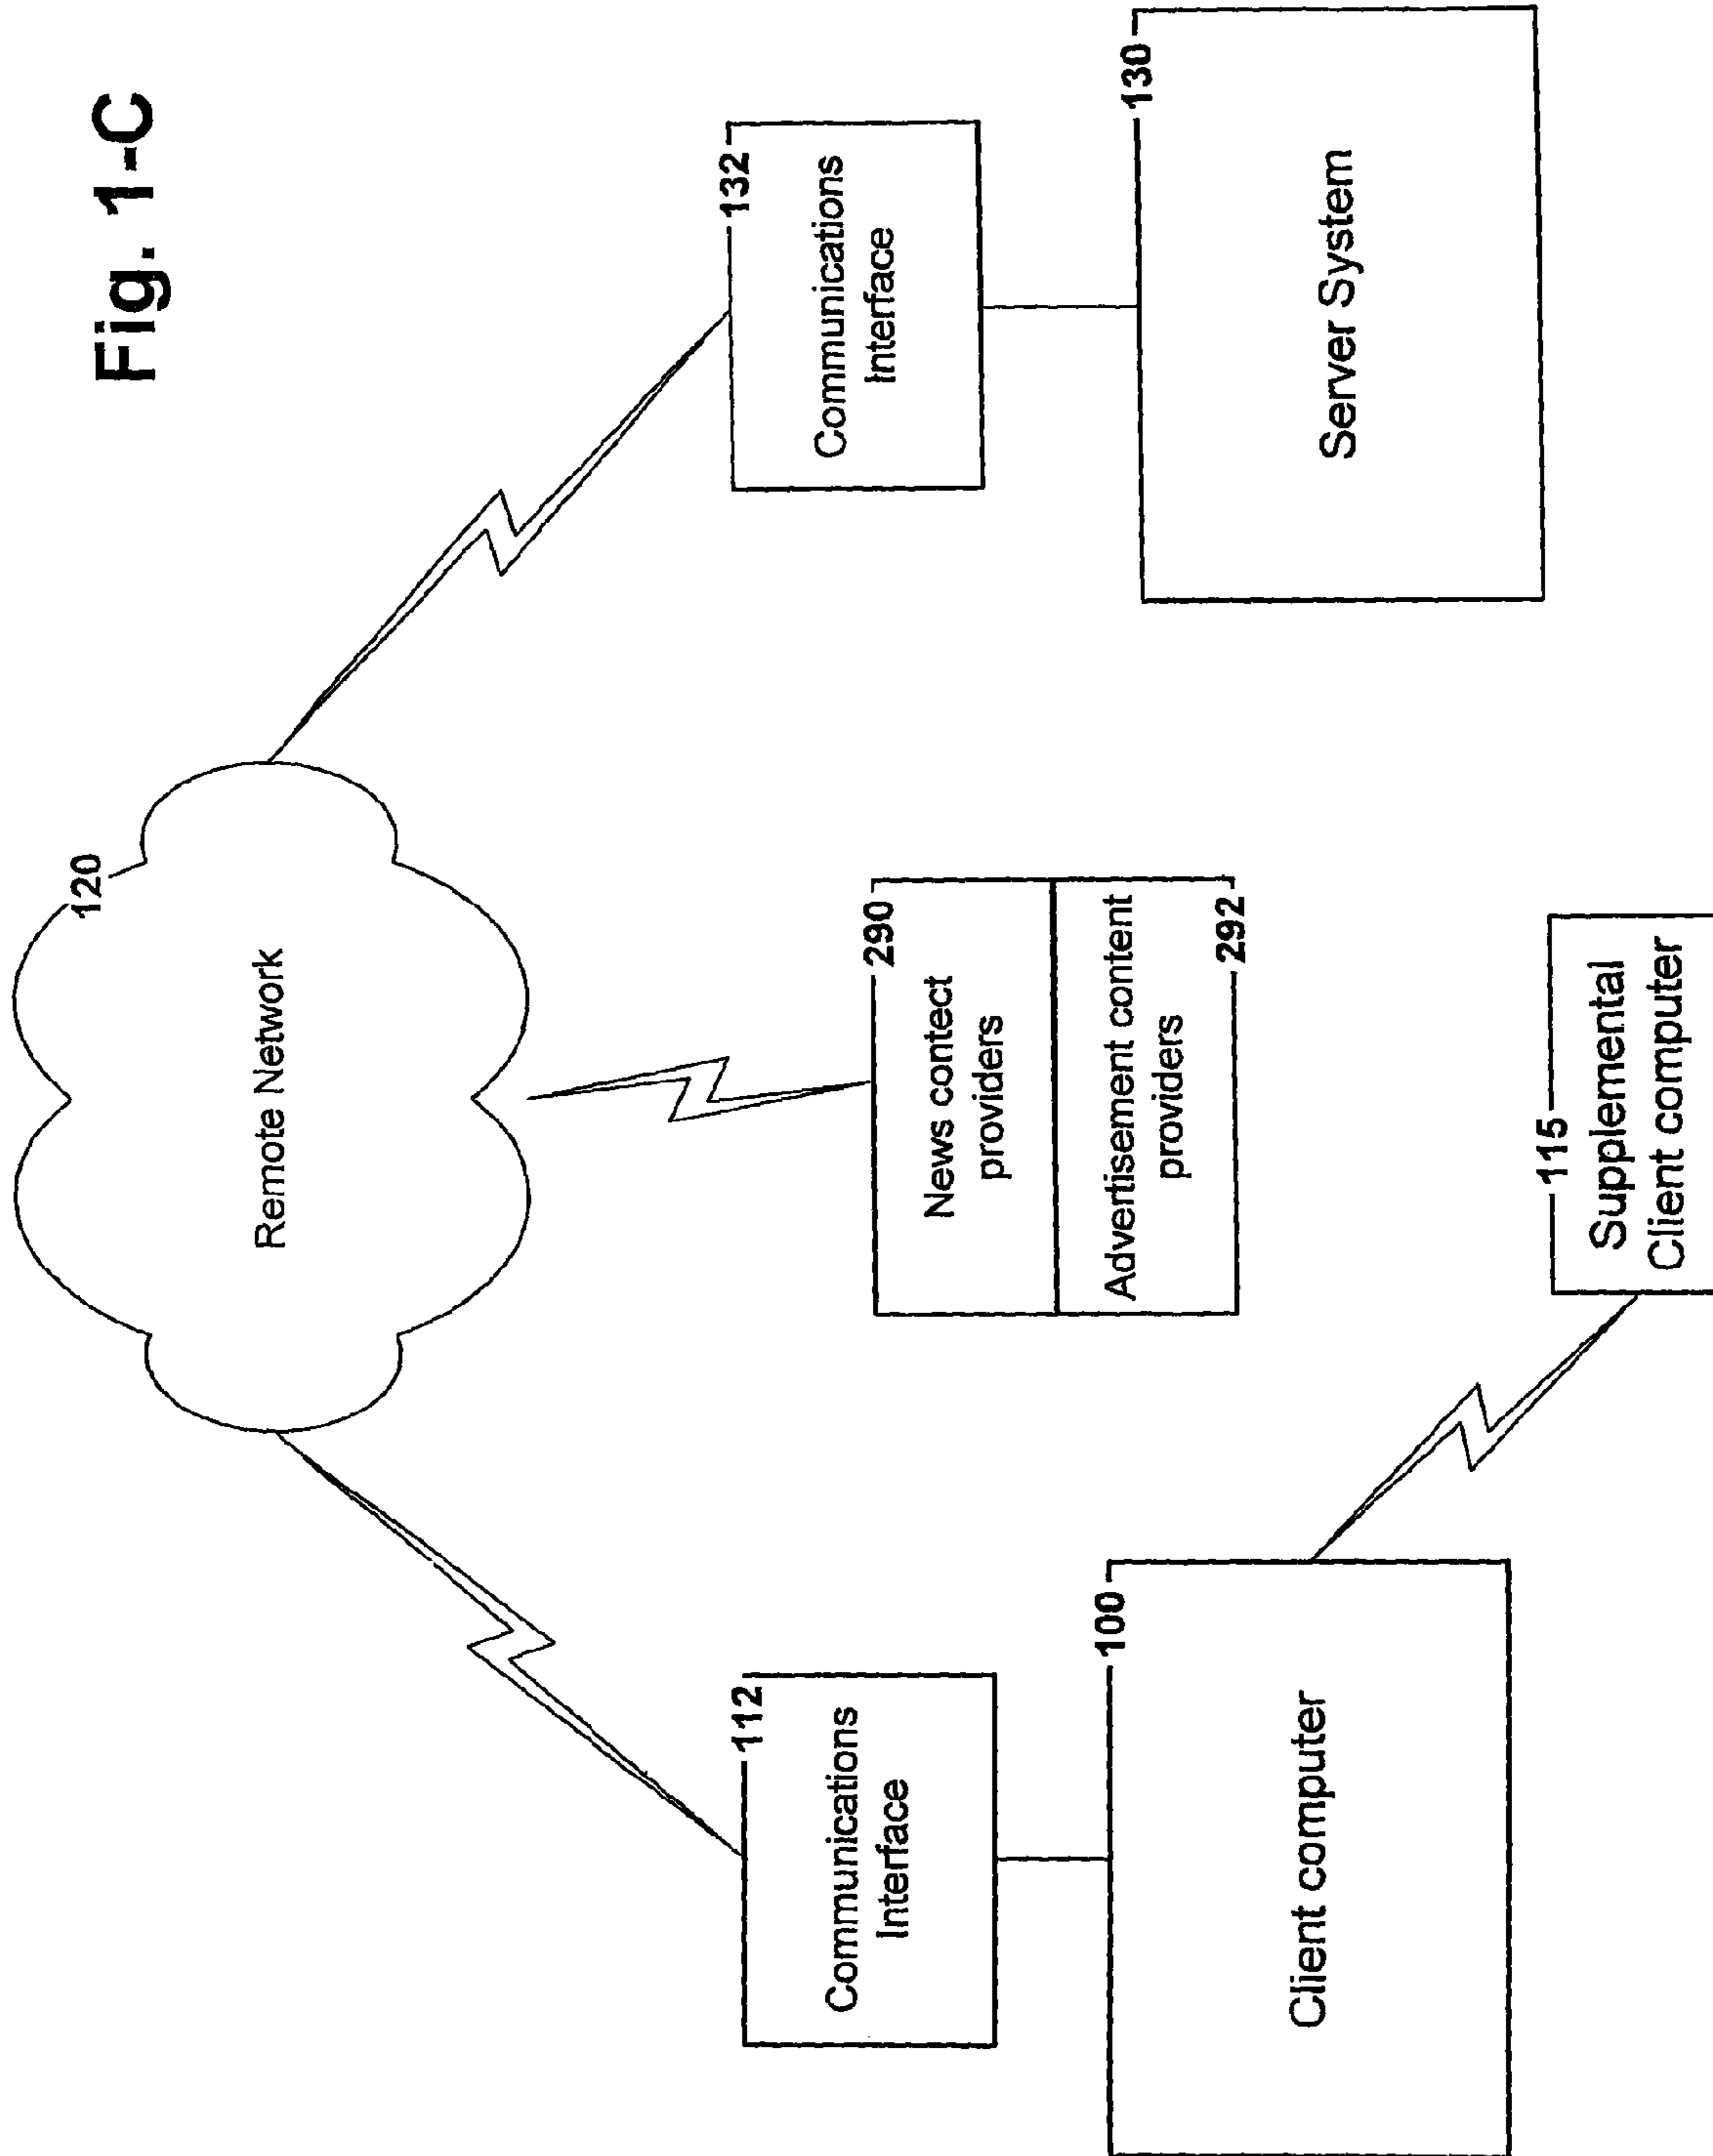 Fig. 1-C
120
Remote Network
112
Communications
Interface
290
News contect
providers
Advertisement content
providers
292
132
Communications
Interface
100
Client computer
130
Server System
115
Supplemental
Client computer